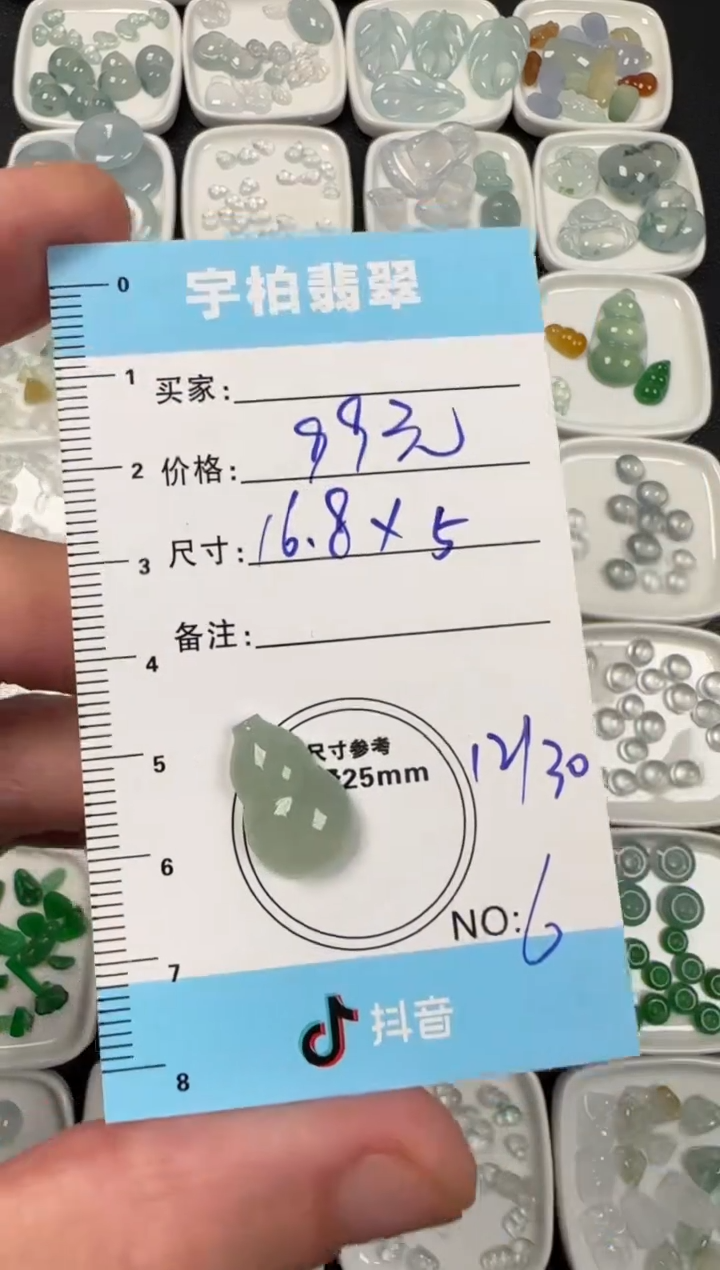 宇柏翡翠
0
1
买家:
价格: 99元
2
尺寸: 16.8×5
3
备注:
4
尺寸参考
5
25mm
12/30
6
NO: 6
7
抖音
8